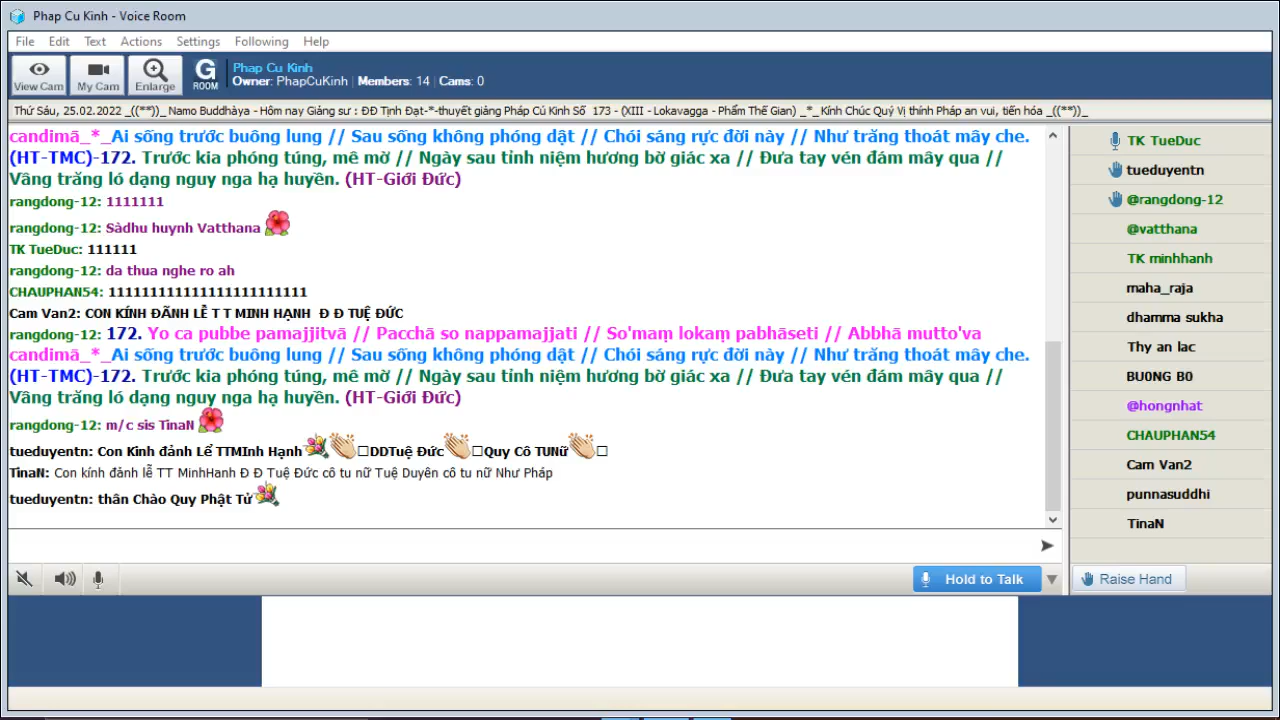 Phap Cu Kinh - Voice Room
File Edit Text Actions Settings Following Help
View Cam
My Cam
Enlarge
G
ROOM
Phap Cu Kinh
Owner: PhapCuKinh | Members: 14 | Cams: 0
Thứ Sáu, 25.02.2022 _((**))_ Namo Buddhàya - Hôm nay Giảng sư : ĐĐ Tịnh Đạt-*-thuyết giảng Pháp Cú Kinh Số 173 - (XIII - Lokavagga - Phẩm Thế Gian) _*_ Kính Chúc Quý Vị thính Pháp an vui, tiến hóa _((**))_
candimā_*_Ai sống trước buông lung // Sau sống không phóng dật // Chói sáng rực đời này // Như trăng thoát mây che.
(HT-TMC)-172. Trước kia phóng túng, mê mờ // Ngày sau tỉnh niệm hương bờ giác xa // Đưa tay vén đám mây qua //
Vầng trăng ló dạng nguy nga hạ huyền. (HT-Giới Đức)
rangdong-12: 1111111
rangdong-12: Sàdhu huynh Vatthana
TK TueDuc: 111111
rangdong-12: da thua nghe ro ah
CHAUPHAN54: 111111111111111111111111
Cam Van2: CON KÍNH ĐÃNH LỄ T T MINH HẠNH Đ Đ TUỆ ĐỨC
rangdong-12: 172. Yo ca pubbe pamajjitvā // Pacchā so nappamajjati // So'maṃ lokaṃ pabhāseti // Abbhā mutto'va
candimā_*_Ai sống trước buông lung // Sau sống không phóng dật // Chói sáng rực đời này // Như trăng thoát mây che.
(HT-TMC)-172. Trước kia phóng túng, mê mờ // Ngày sau tỉnh niệm hương bờ giác xa // Đưa tay vén đám mây qua //
Vầng trăng ló dạng nguy nga hạ huyền. (HT-Giới Đức)
rangdong-12: m/c sis TinaN
tueduyentn: Con Kinh đảnh Lể TTMInh Hạnh DDTuệ Đức Quy Cô TUNữ
TinaN: Con kính đảnh lễ TT MinhHanh Đ Đ Tuệ Đức cô tu nữ Tuệ Duyên cô tu nữ Như Pháp
tueduyentn: thân Chào Quy Phật Tử
TK TueDuc
tueduyentn
@rangdong-12
@vatthana
TK minhhanh
maha_raja
dhamma sukha
Thy an lac
BU0NG B0
@hongnhat
CHAUPHAN54
Cam Van2
punnasuddhi
TinaN
Hold to Talk
Raise Hand